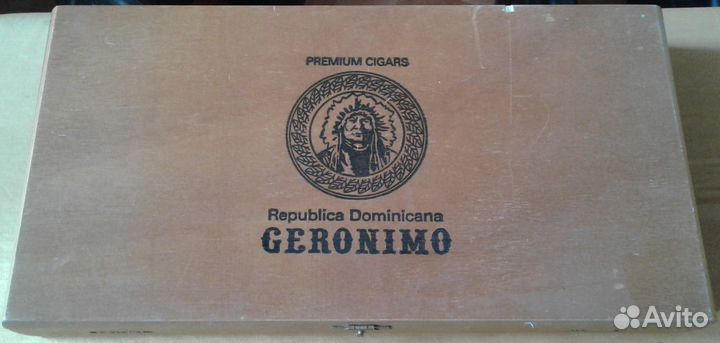 PREMIUM CIGARS
Republica Dominicana
GERONIMO
Avito